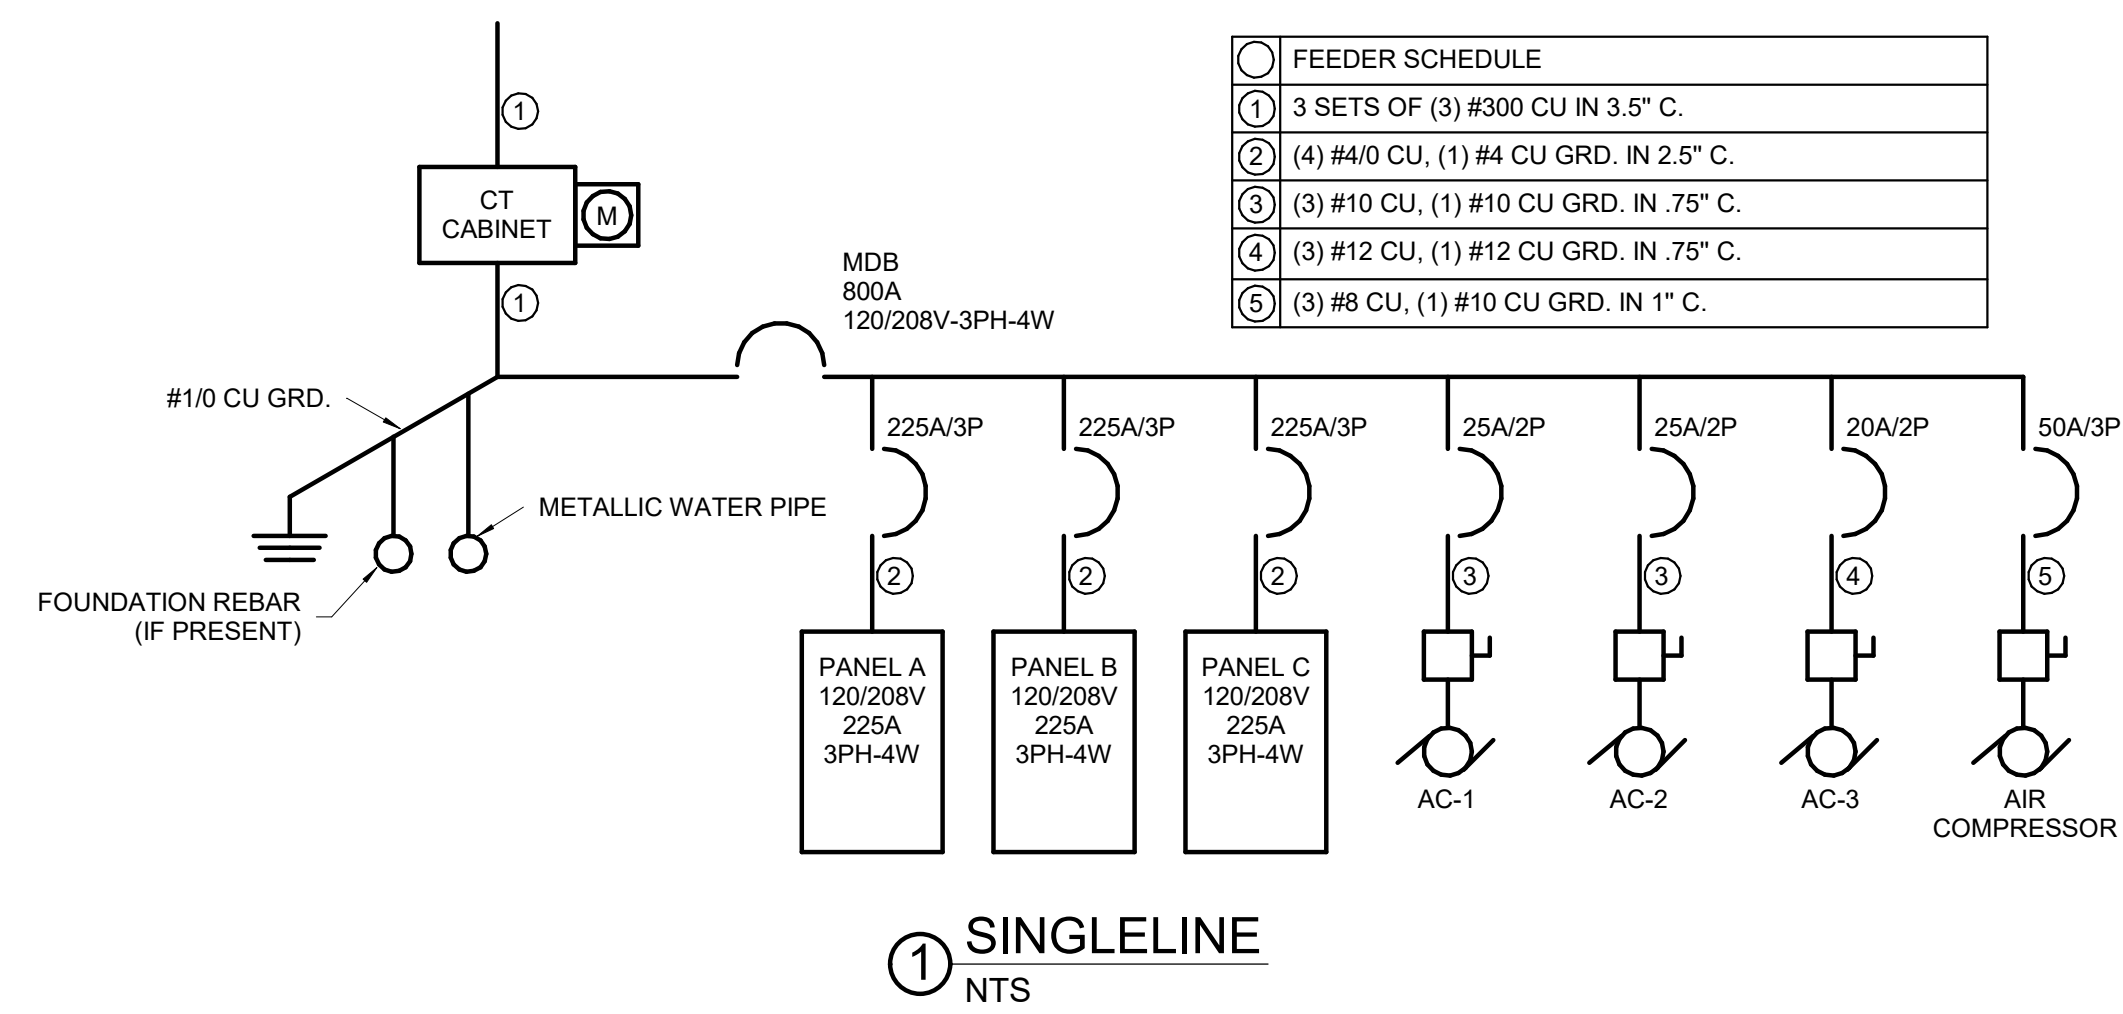 FEEDER SCHEDULE
1 3 SETS OF (3) #300 CU IN 3.5" C.
2 (4) #4/0 CU, (1) #4 CU GRD. IN 2.5" C.
3 (3) #10 CU, (1) #10 CU GRD. IN .75" C.
4 (3) #12 CU, (1) #12 CU GRD. IN .75" C.
5 (3) #8 CU, (1) #10 CU GRD. IN 1" C.
1
CT
CABINET
M
1
MDB
800A
120/208V-3PH-4W
#1/0 CU GRD.
METALLIC WATER PIPE
FOUNDATION REBAR
(IF PRESENT)
225A/3P
225A/3P
225A/3P
25A/2P
25A/2P
20A/2P
50A/3P
2
2
2
3
3
4
5
PANEL A
120/208V
225A
3PH-4W
PANEL B
120/208V
225A
3PH-4W
PANEL C
120/208V
225A
3PH-4W
AC-1
AC-2
AC-3
AIR
COMPRESSOR
1 SINGLELINE
NTS